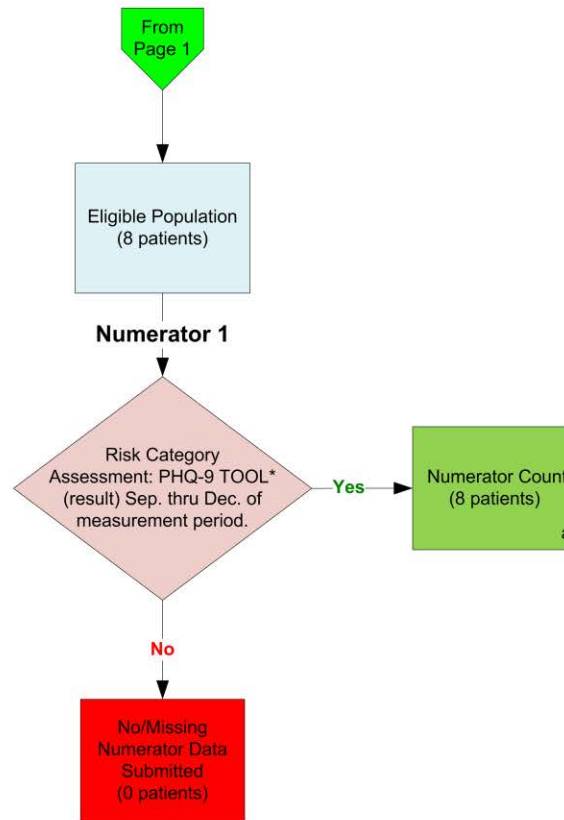 From
Page 1
Eligible Population
(8 patients)
Numerator 1
Risk Category
Assessment: PHQ-9 TOOL*
(result) Sep. thru Dec. of
measurement period.
Yes
Numerator Count
(8 patients)
a
No
No/Missing
Numerator Data
Submitted
(0 patients)